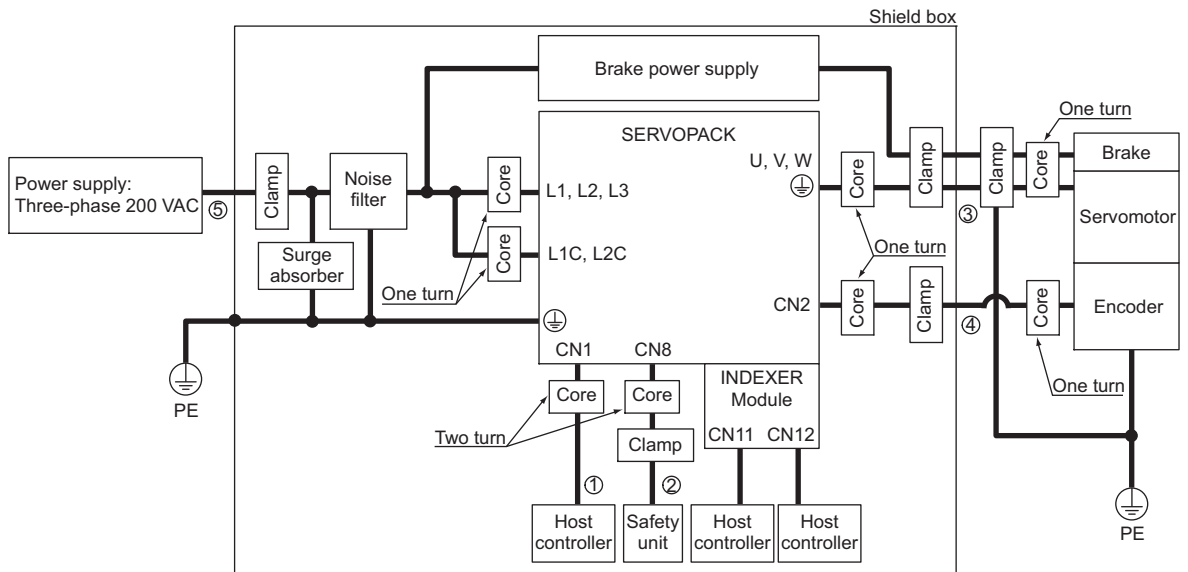 Shield box
Brake power supply
One turn
SERVOPACK
U, V, W
Clamp
Clamp
Core
Brake
Power supply:
Three-phase 200 VAC
⑤
Clamp
Noise
filter
Core
L1, L2, L3
Core
③
Servomotor
Surge
absorber
Core
L1C, L2C
One turn
One turn
CN2
Core
Clamp
④
Core
Encoder
PE
CN1
CN8
INDEXER
Module
One turn
Core
Core
Two turn
Clamp
CN11
CN12
①
②
Host
controller
Safety
unit
Host
controller
Host
controller
PE